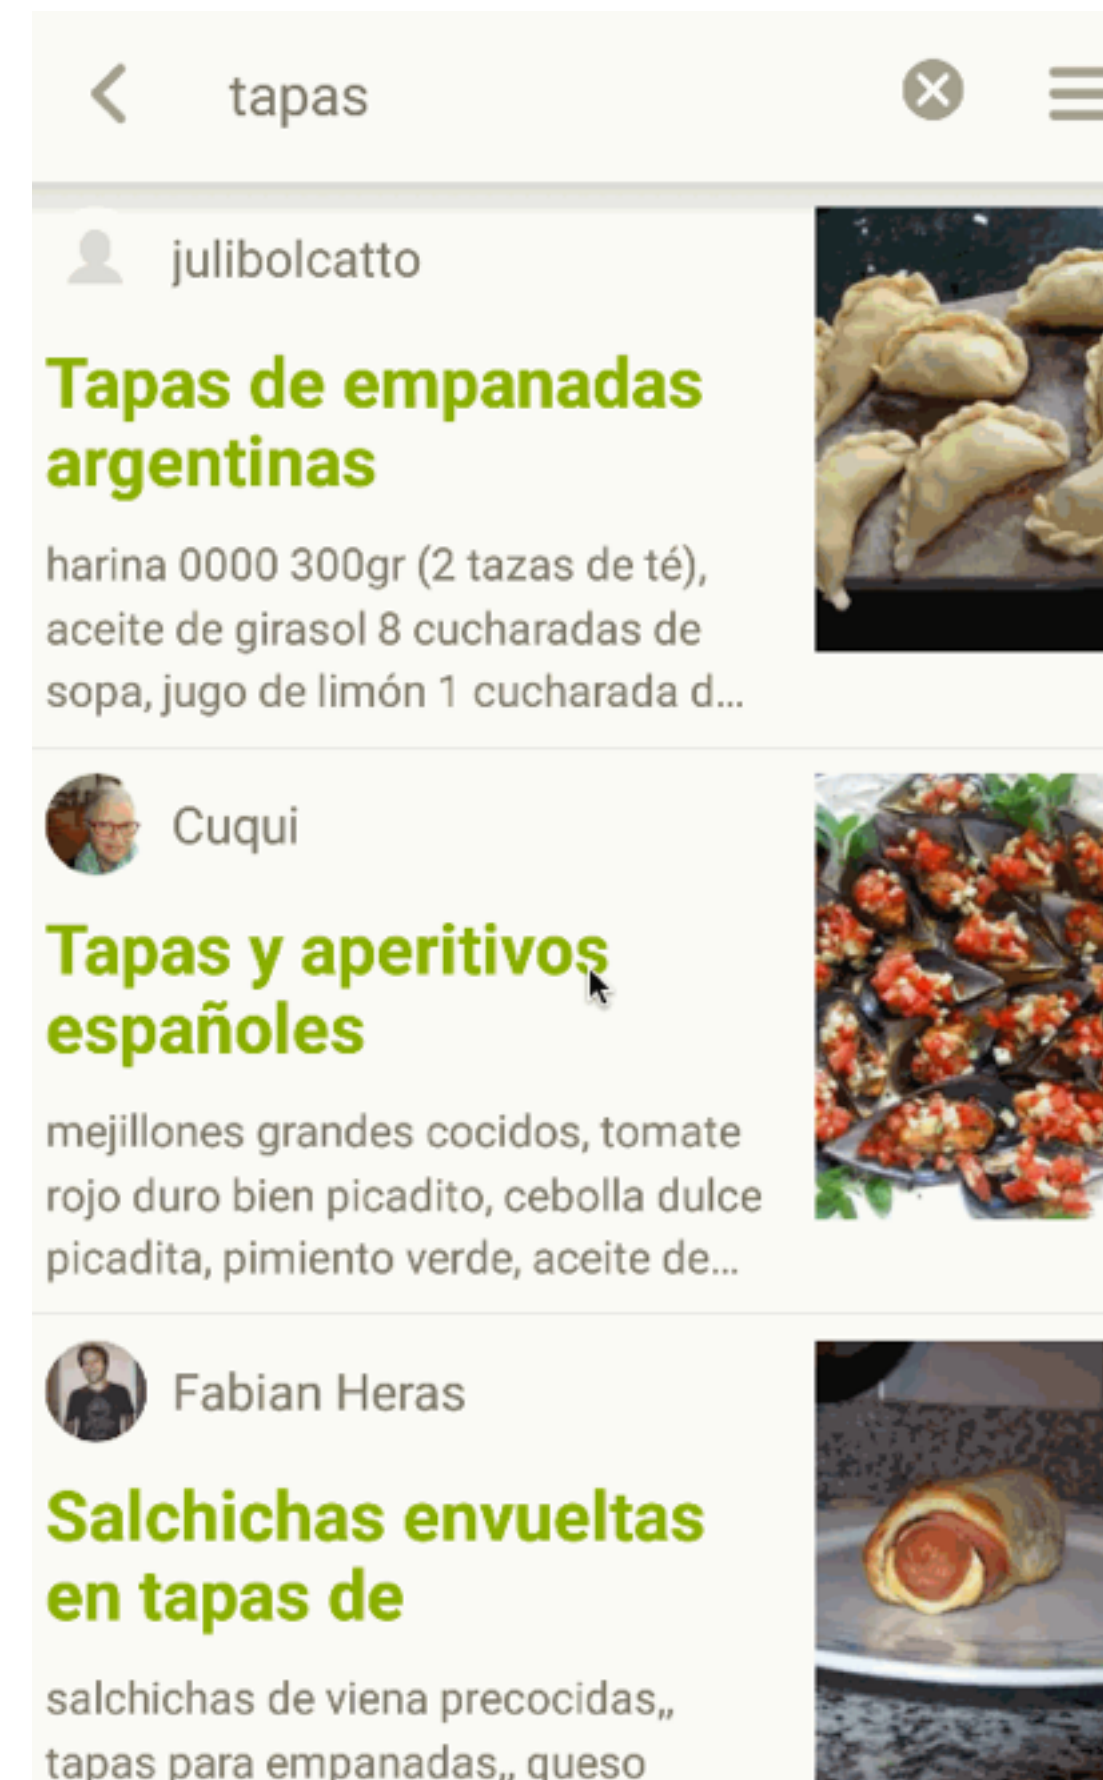 tapas
julibolcatto
Tapas de empanadas
argentinas
harina 0000 300gr (2 tazas de té),
aceite de girasol 8 cucharadas de
sopa, jugo de limón 1 cucharada d...
Cuqui
Tapas y aperitivos
españoles
mejillones grandes cocidos, tomate
rojo duro bien picadito, cebolla dulce
picadita, pimiento verde, aceite de...
Fabian Heras
Salchichas envueltas
en tapas de
salchichas de viena precocidas,,
tapas para empanadas,, queso